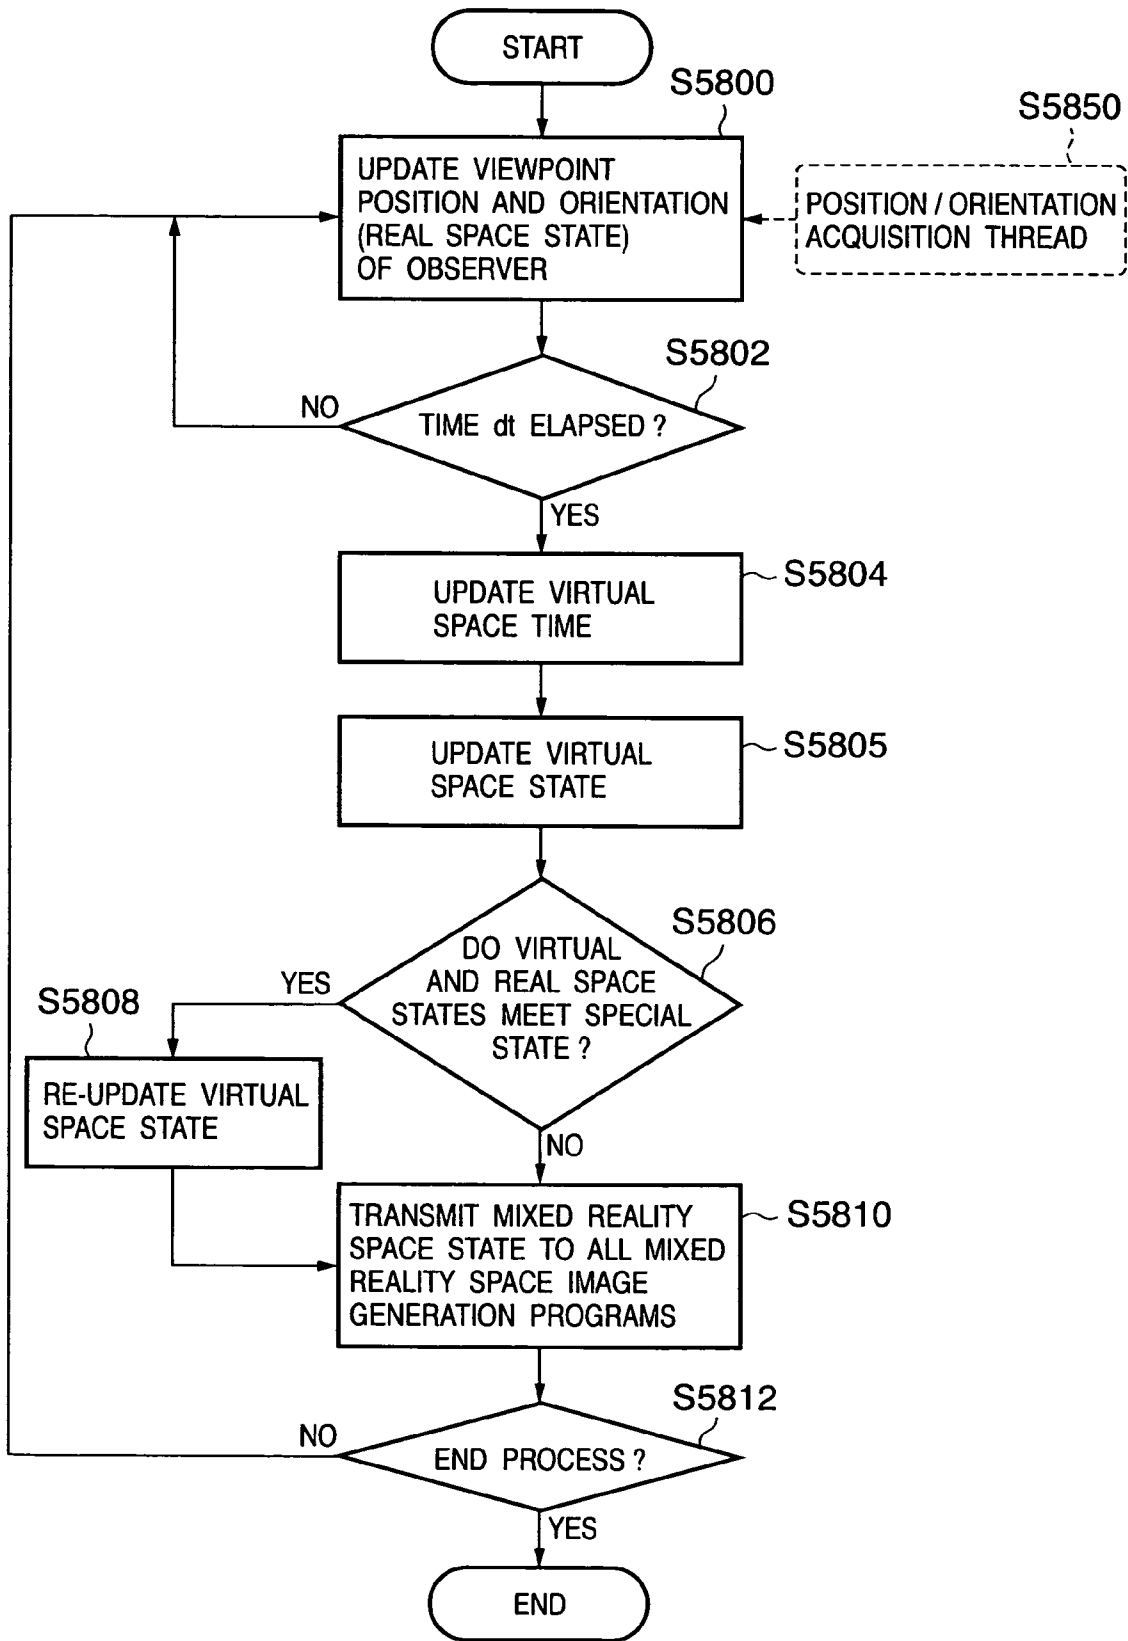 START
S5800
UPDATE VIEWPOINT
POSITION AND ORIENTATION
(REAL SPACE STATE)
OF OBSERVER
S5850
POSITION / ORIENTATION
ACQUISITION THREAD
S5802
TIME dt ELAPSED ?
NO
YES
UPDATE VIRTUAL
SPACE TIME
S5804
UPDATE VIRTUAL
SPACE STATE
S5805
S5806
DO VIRTUAL
AND REAL SPACE
STATES MEET SPECIAL
STATE ?
YES
NO
S5808
RE-UPDATE VIRTUAL
SPACE STATE
TRANSMIT MIXED REALITY
SPACE STATE TO ALL MIXED
REALITY SPACE IMAGE
GENERATION PROGRAMS
S5810
S5812
END PROCESS ?
NO
YES
END